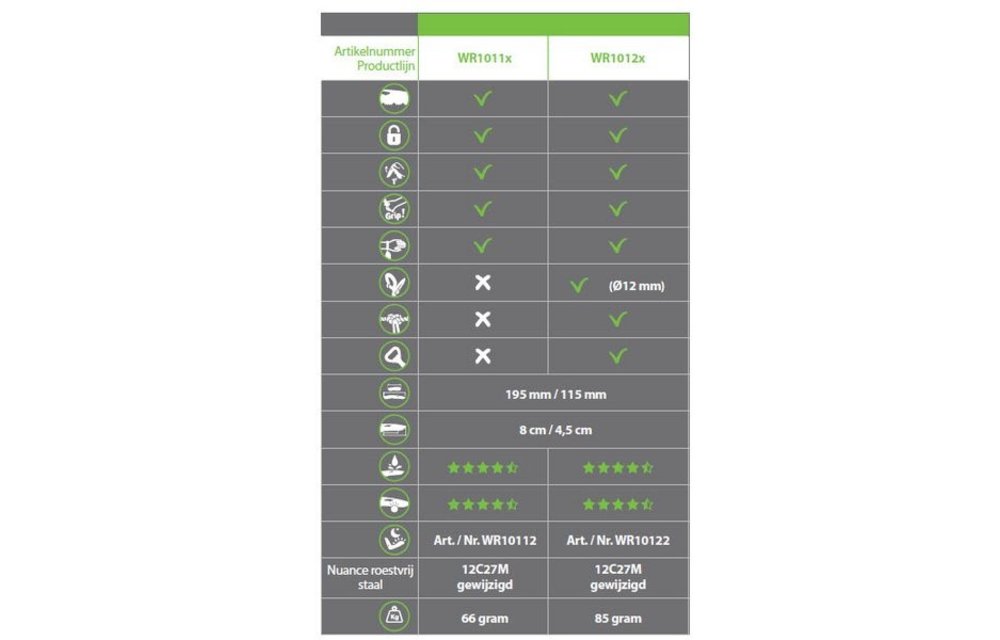 Artikelnummer
Productlijn
WR1011x
WR1012x
Grip!
(Ø12 mm)
195 mm / 115 mm
8 cm / 4,5 cm
Art. / Nr. WR10112
Art. / Nr. WR10122
Nuance roestvrij
staal
12C27M
gewijzigd
12C27M
gewijzigd
Kg
66 gram
85 gram